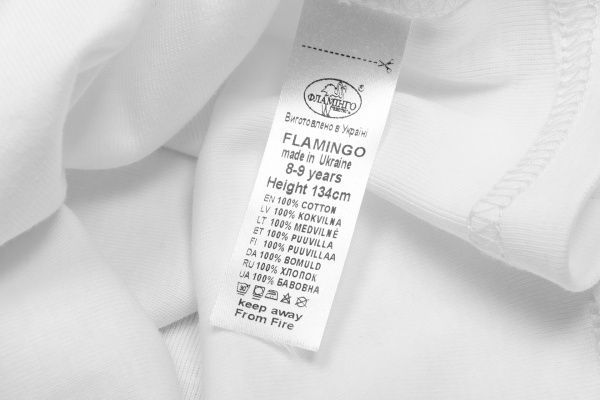 ФЛАМІНГО
®
Виготовлено в Україні
FLAMINGO
made in Ukraine
8-9 years
Height 134cm
EN 100% COTTON
LV 100% KOKVILNA
LT 100% MEDVILNĖ
ET 100% PUUVILLA
FI 100% PUUVILLAA
DA 100% BOMULD
RU 100% ХЛОПОК
UA 100% БАВОВНА
30°
keep away
From Fire